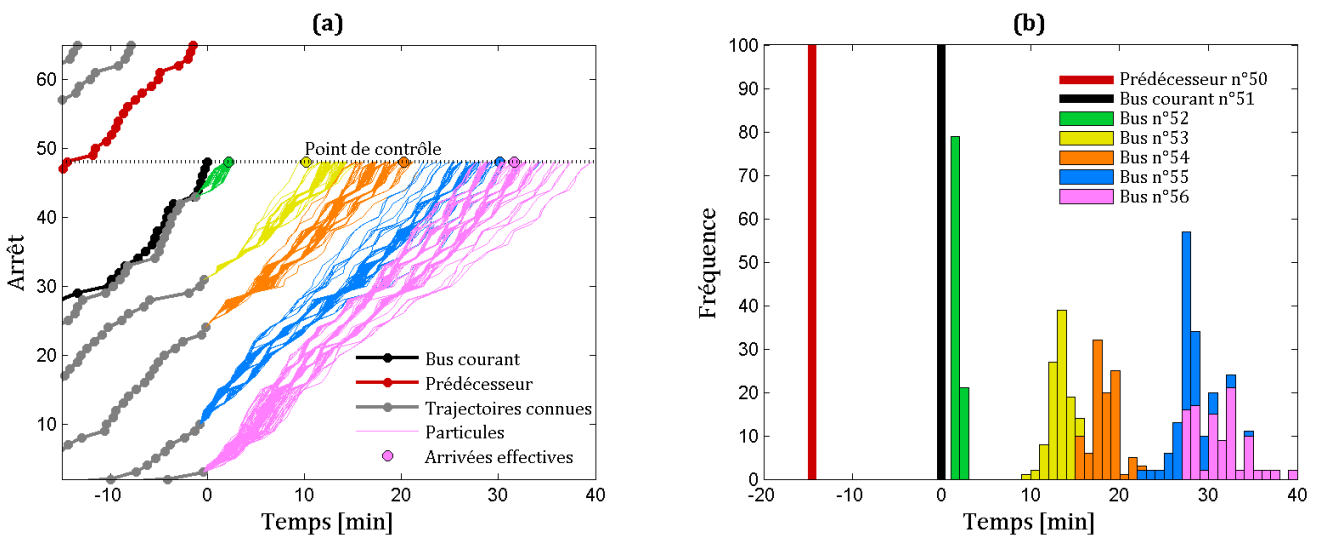 (a)
60
50
40
30
20
10
-10
0
10
20
30
40
Arrêt
Temps [min]
Point de contrôle
Bus courant
Prédécesseur
Trajectoires connues
Particules
Arrivées effectives
(b)
100
90
80
70
60
50
40
30
20
10
0
-20
-10
0
10
20
30
40
Fréquence
Temps [min]
Prédécesseur n°50
Bus courant n°51
Bus n°52
Bus n°53
Bus n°54
Bus n°55
Bus n°56